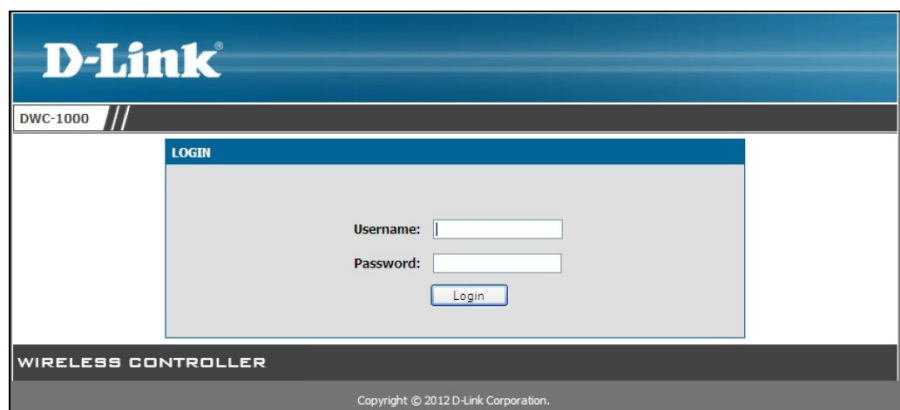 D-Link®
DWC-1000
LOGIN
Username:
Password:
Login
WIRELESS CONTROLLER
Copyright © 2012 D-Link Corporation.